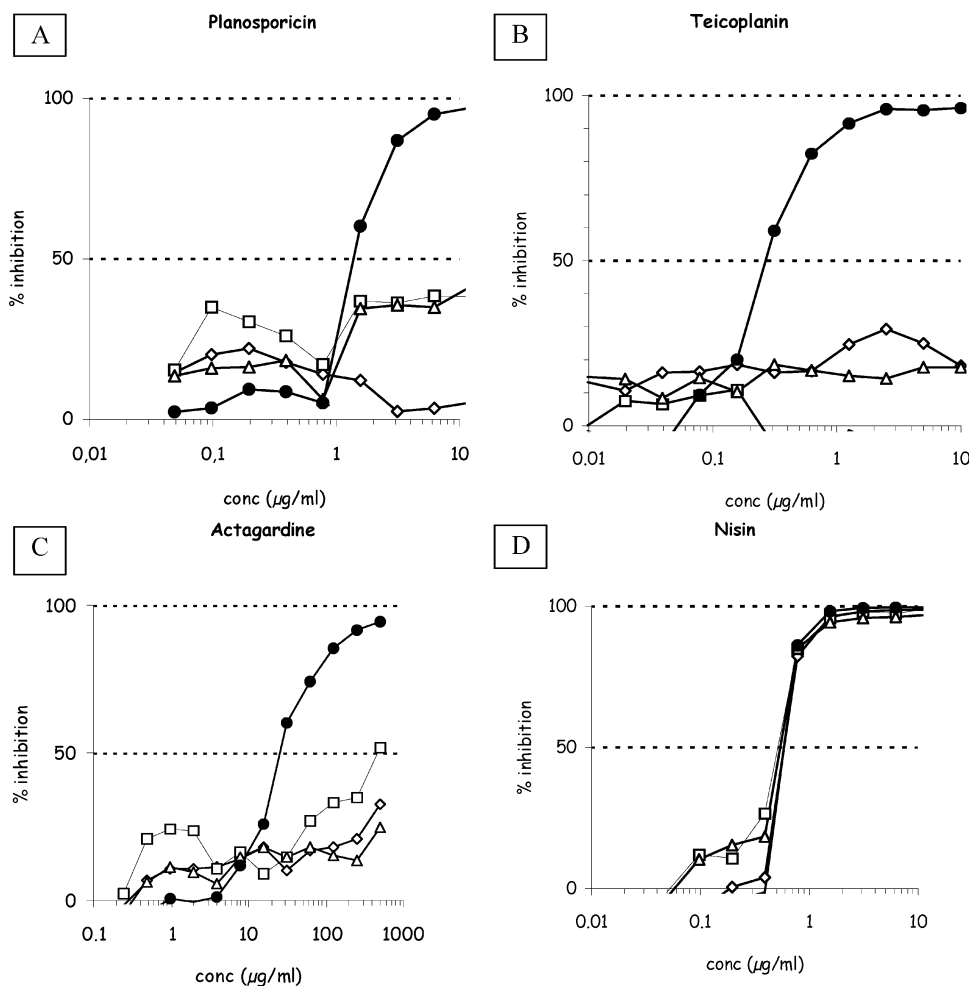 A
Planosporicin
100
50
0
% inhibition
0,01
0,1
1
10
conc (µg/ml)
B
Teicoplanin
100
50
0
% inhibition
0.01
0.1
1
10
conc (µg/ml)
C
Actagardine
100
50
0
% inhibition
0.1
1
10
100
1000
conc (µg/ml)
D
Nisin
100
50
0
% inhibition
0.01
0.1
1
10
conc (µg/ml)